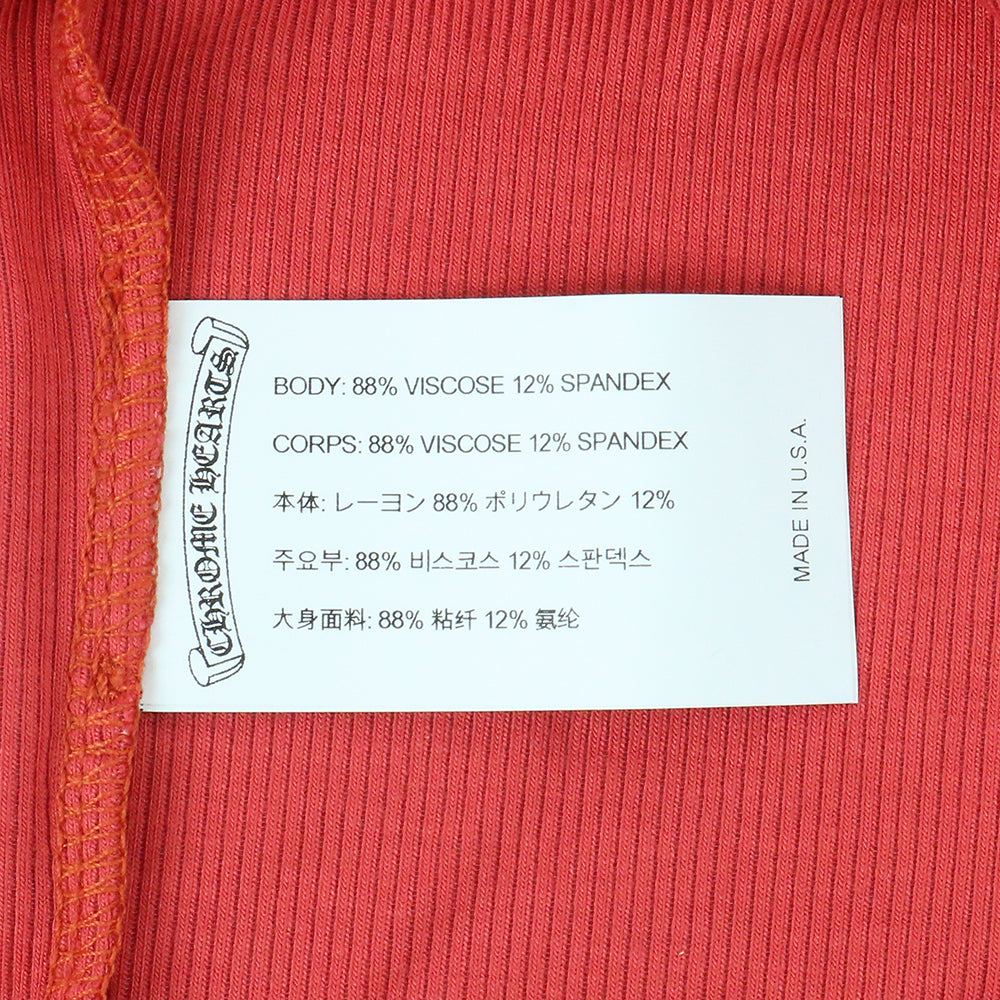 CHROME HEARTS
BODY: 88% VISCOSE 12% SPANDEX
CORPS: 88% VISCOSE 12% SPANDEX
本体: レーヨン 88% ポリウレタン 12%
주요부: 88% 비스코스 12% 스판덱스
大身面料: 88% 粘纤 12% 氨纶
MADE IN U.S.A.